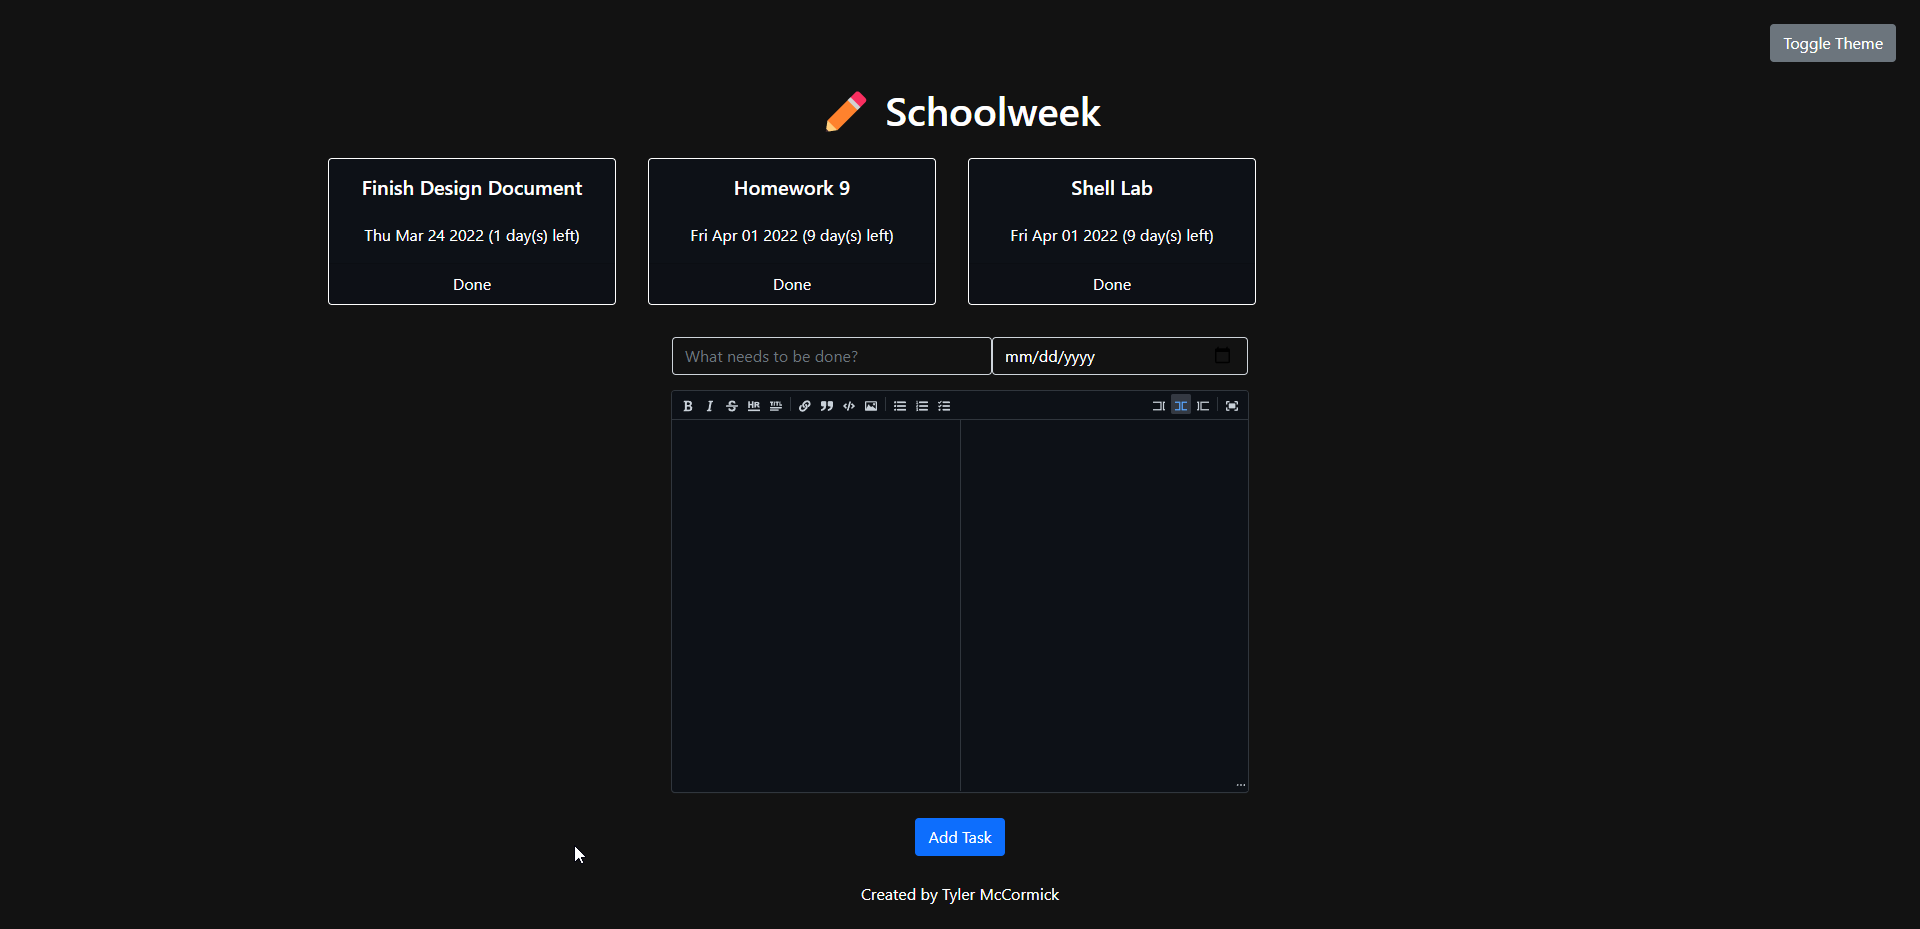 Toggle Theme
Schoolweek
Finish Design Document
Thu Mar 24 2022 (1 day(s) left)
Done
Homework 9
Fri Apr 01 2022 (9 day(s) left)
Done
Shell Lab
Fri Apr 01 2022 (9 day(s) left)
Done
What needs to be done?
mm/dd/yyyy
B I S HR TITL
Add Task
Created by Tyler McCormick